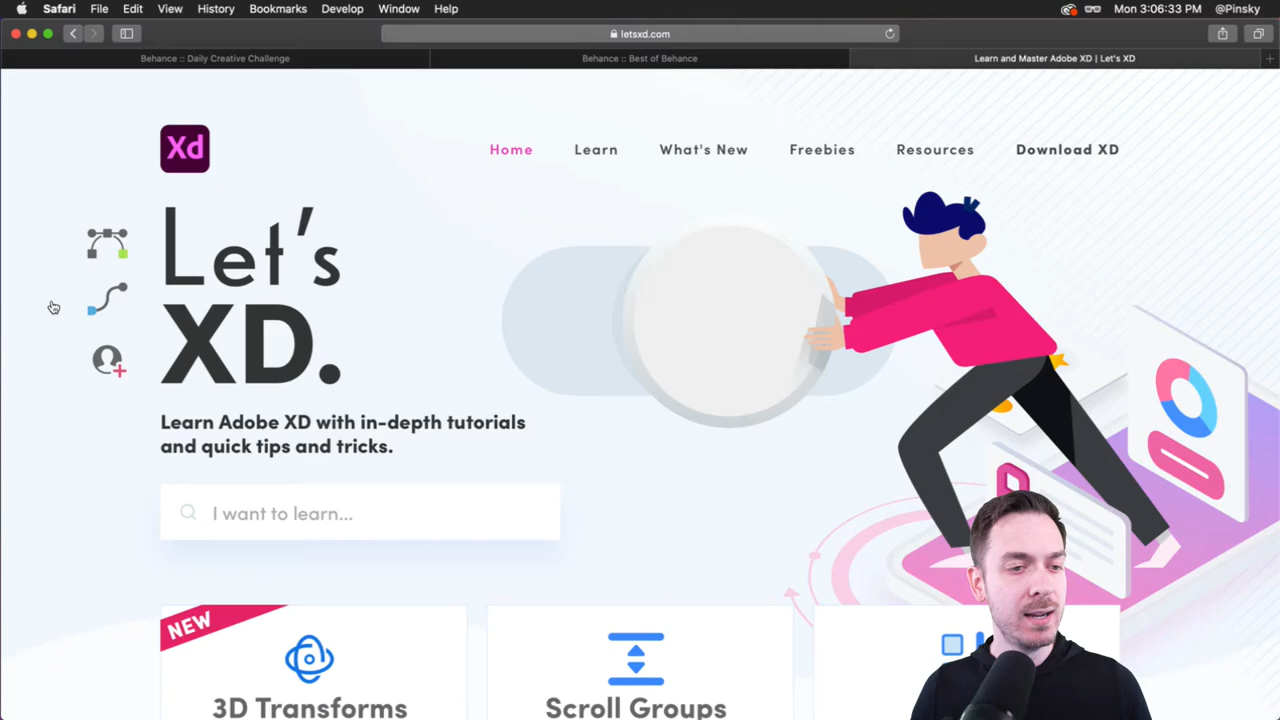 Safari File Edit View History Bookmarks Develop Window Help Mon 3:06:33 PM @Pinsky
letsxd.com
Behance :: Daily Creative Challenge Behance :: Best of Behance Learn and Master Adobe XD | Let's XD
Xd
Home Learn What's New Freebies Resources Download XD
Let's
XD.
Learn Adobe XD with in-depth tutorials
and quick tips and tricks.
I want to learn...
NEW
3D Transforms Scroll Groups